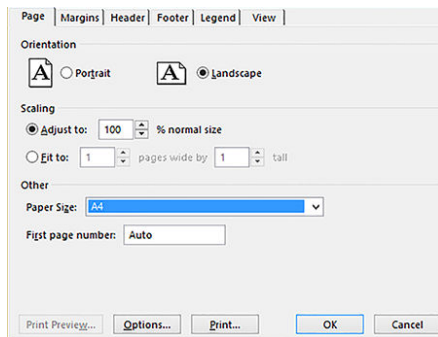 Page Margins Header Footer Legend View
Orientation
A Portrait A Landscape
Scaling
Adjust to: 100 % normal size
Fit to: 1 pages wide by 1 tall
Other
Paper Size: A4
First page number: Auto
Print Preview... Options... Print... OK Cancel